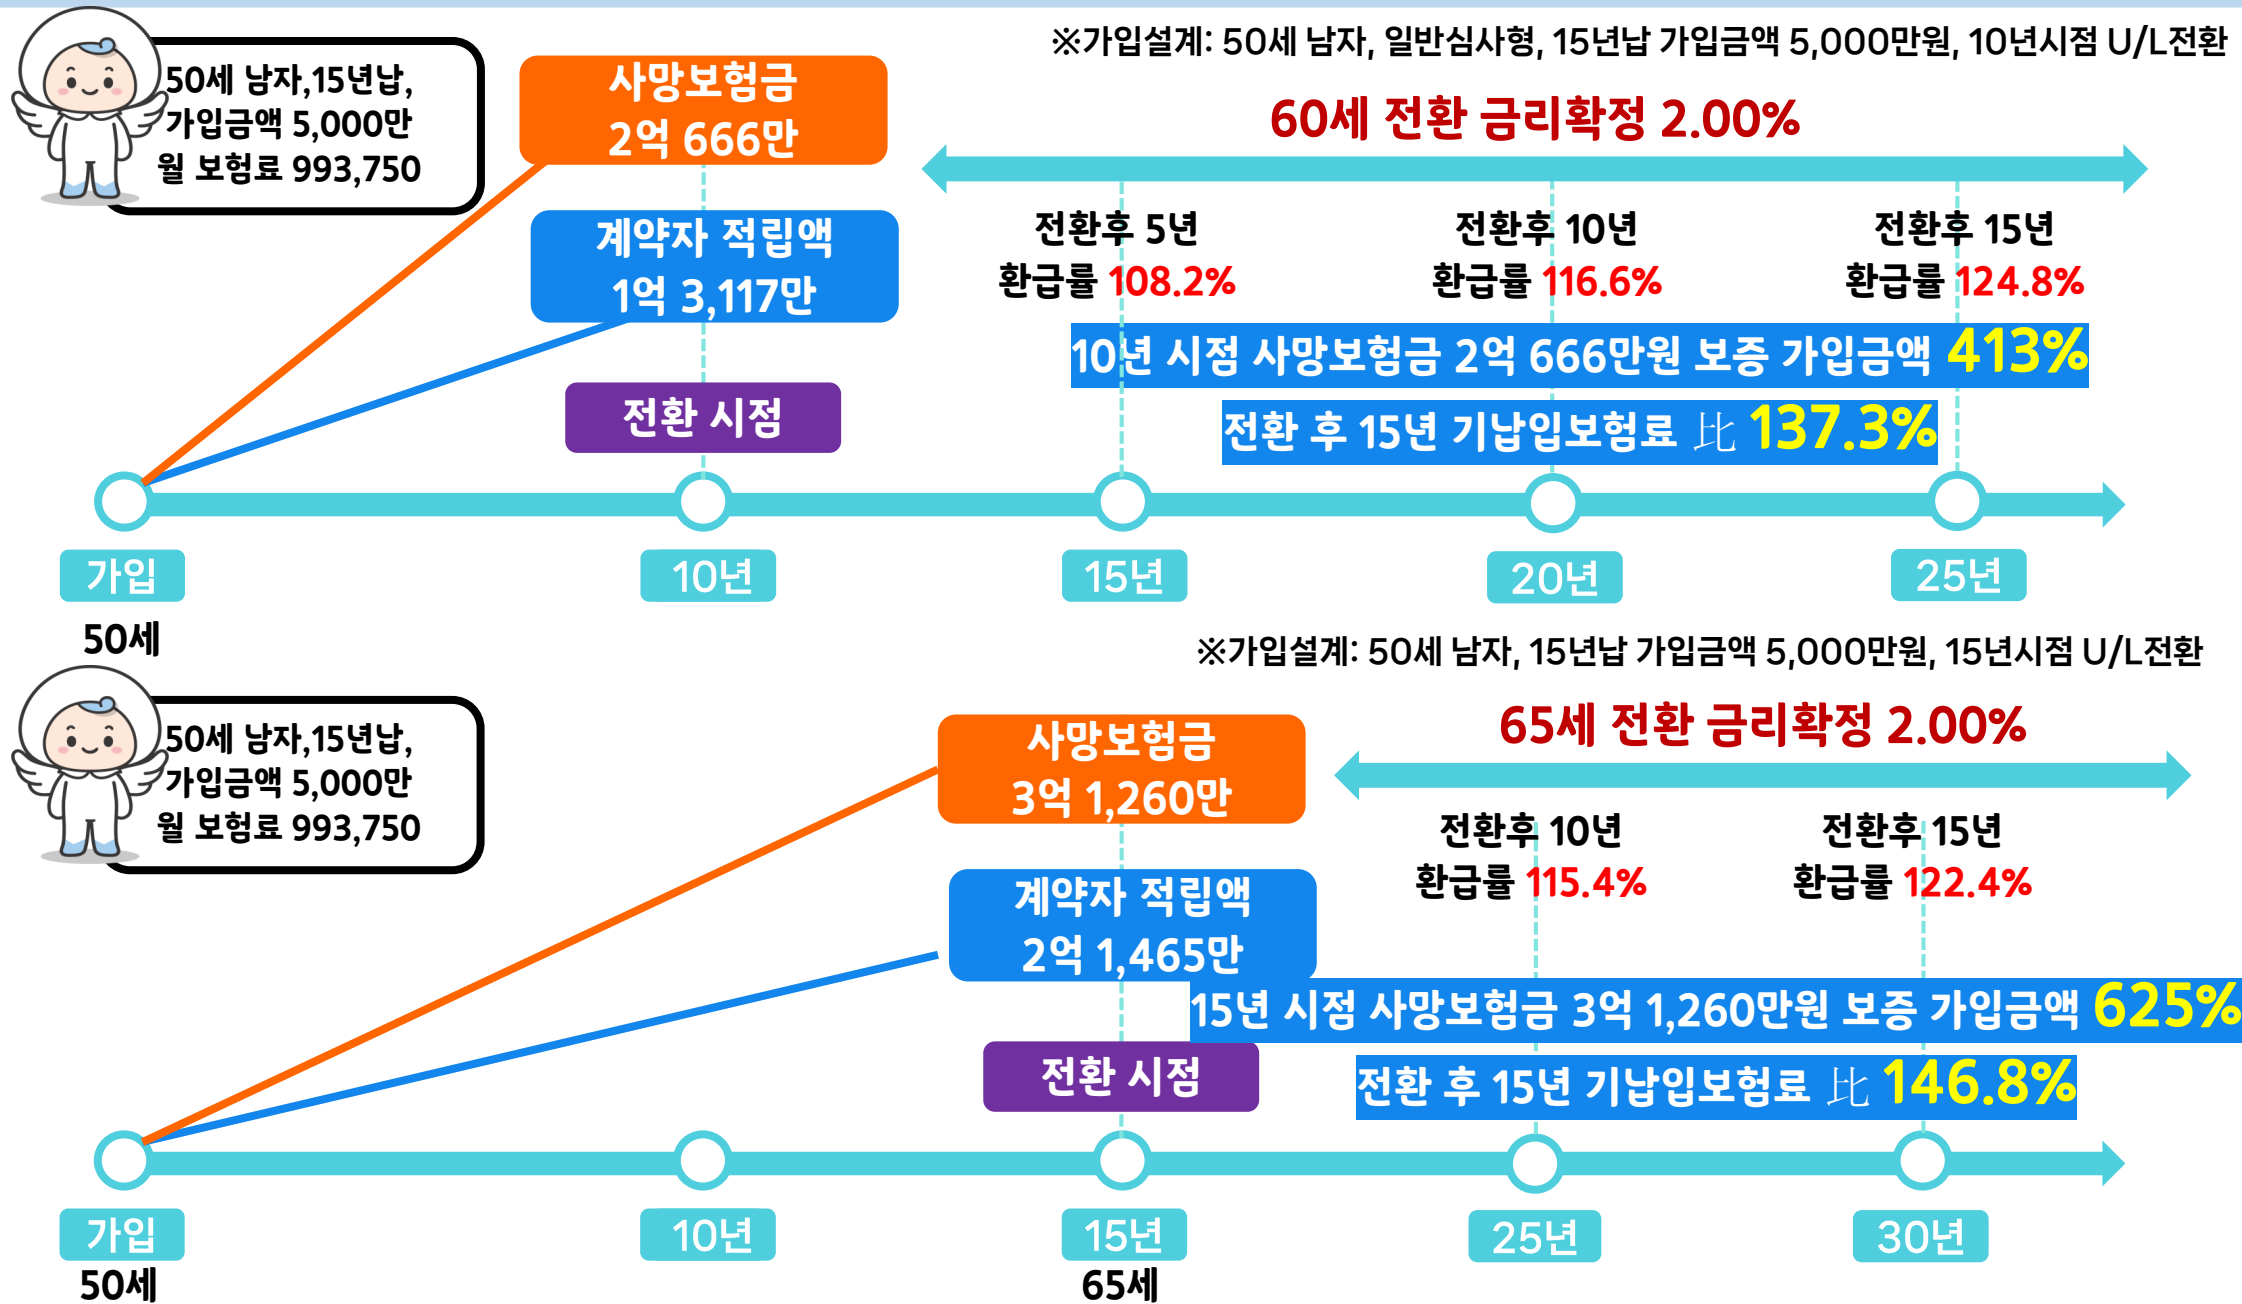 ※가입설계: 50세 남자, 일반심사형, 15년납 가입금액 5,000만원, 10년시점 U/L전환
50세 남자,15년납,
가입금액 5,000만
월 보험료 993,750
사망보험금
2억 666만
60세 전환 금리확정 2.00%
계약자 적립액
1억 3,117만
전환후 5년
환급률 108.2%
전환후 10년
환급률 116.6%
전환후 15년
환급률 124.8%
10년 시점 사망보험금 2억 666만원 보증 가입금액 413%
전환 시점
전환 후 15년 기납입보험료 比 137.3%
가입
10년
15년
20년
25년
50세
※가입설계: 50세 남자, 15년납 가입금액 5,000만원, 15년시점 U/L전환
50세 남자,15년납,
가입금액 5,000만
월 보험료 993,750
사망보험금
3억 1,260만
65세 전환 금리확정 2.00%
전환후 10년
환급률 115.4%
전환후 15년
환급률 122.4%
계약자 적립액
2억 1,465만
15년 시점 사망보험금 3억 1,260만원 보증 가입금액 625%
전환 시점
전환 후 15년 기납입보험료 比 146.8%
가입
10년
15년
25년
30년
50세
65세